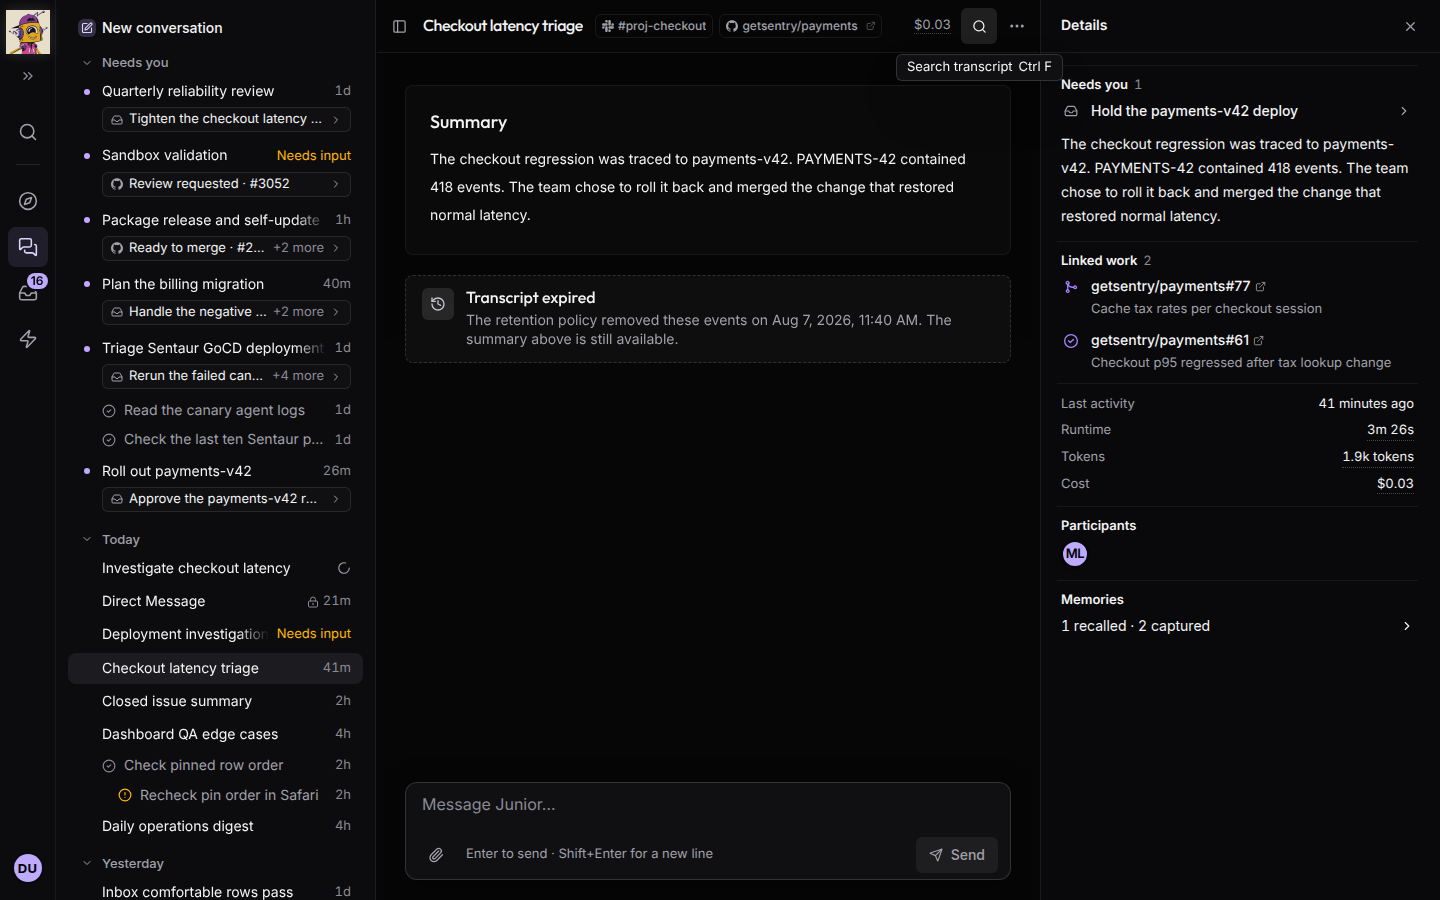 New conversation
Needs you
Quarterly reliability review 1d
Tighten the checkout latency ...
Sandbox validation Needs input
Review requested · #3052
Package release and self-update 1h
Ready to merge · #2... +2 more
Plan the billing migration 40m
Handle the negative ... +2 more
Triage Sentaur GoCD deployment 1d
Rerun the failed can... +4 more
Read the canary agent logs 1d
Check the last ten Sentaur p... 1d
Roll out payments-v42 26m
Approve the payments-v42 r...
Today
Investigate checkout latency
Direct Message 21m
Deployment investigation Needs input
Checkout latency triage 41m
Closed issue summary 2h
Dashboard QA edge cases 4h
Check pinned row order 2h
Recheck pin order in Safari 2h
Daily operations digest 4h
Yesterday
Inbox comfortable rows pass 1d
16
DU
Checkout latency triage #proj-checkout getsentry/payments $0.03
Search transcript Ctrl F
Summary
The checkout regression was traced to payments-v42. PAYMENTS-42 contained
418 events. The team chose to roll it back and merged the change that restored
normal latency.
Transcript expired
The retention policy removed these events on Aug 7, 2026, 11:40 AM. The
summary above is still available.
Message Junior...
Enter to send · Shift+Enter for a new line
Send
Details
Needs you 1
Hold the payments-v42 deploy
The checkout regression was traced to payments-
v42. PAYMENTS-42 contained 418 events. The team
chose to roll it back and merged the change that
restored normal latency.
Linked work 2
getsentry/payments#77
Cache tax rates per checkout session
getsentry/payments#61
Checkout p95 regressed after tax lookup change
Last activity 41 minutes ago
Runtime 3m 26s
Tokens 1.9k tokens
Cost $0.03
Participants
ML
Memories
1 recalled · 2 captured